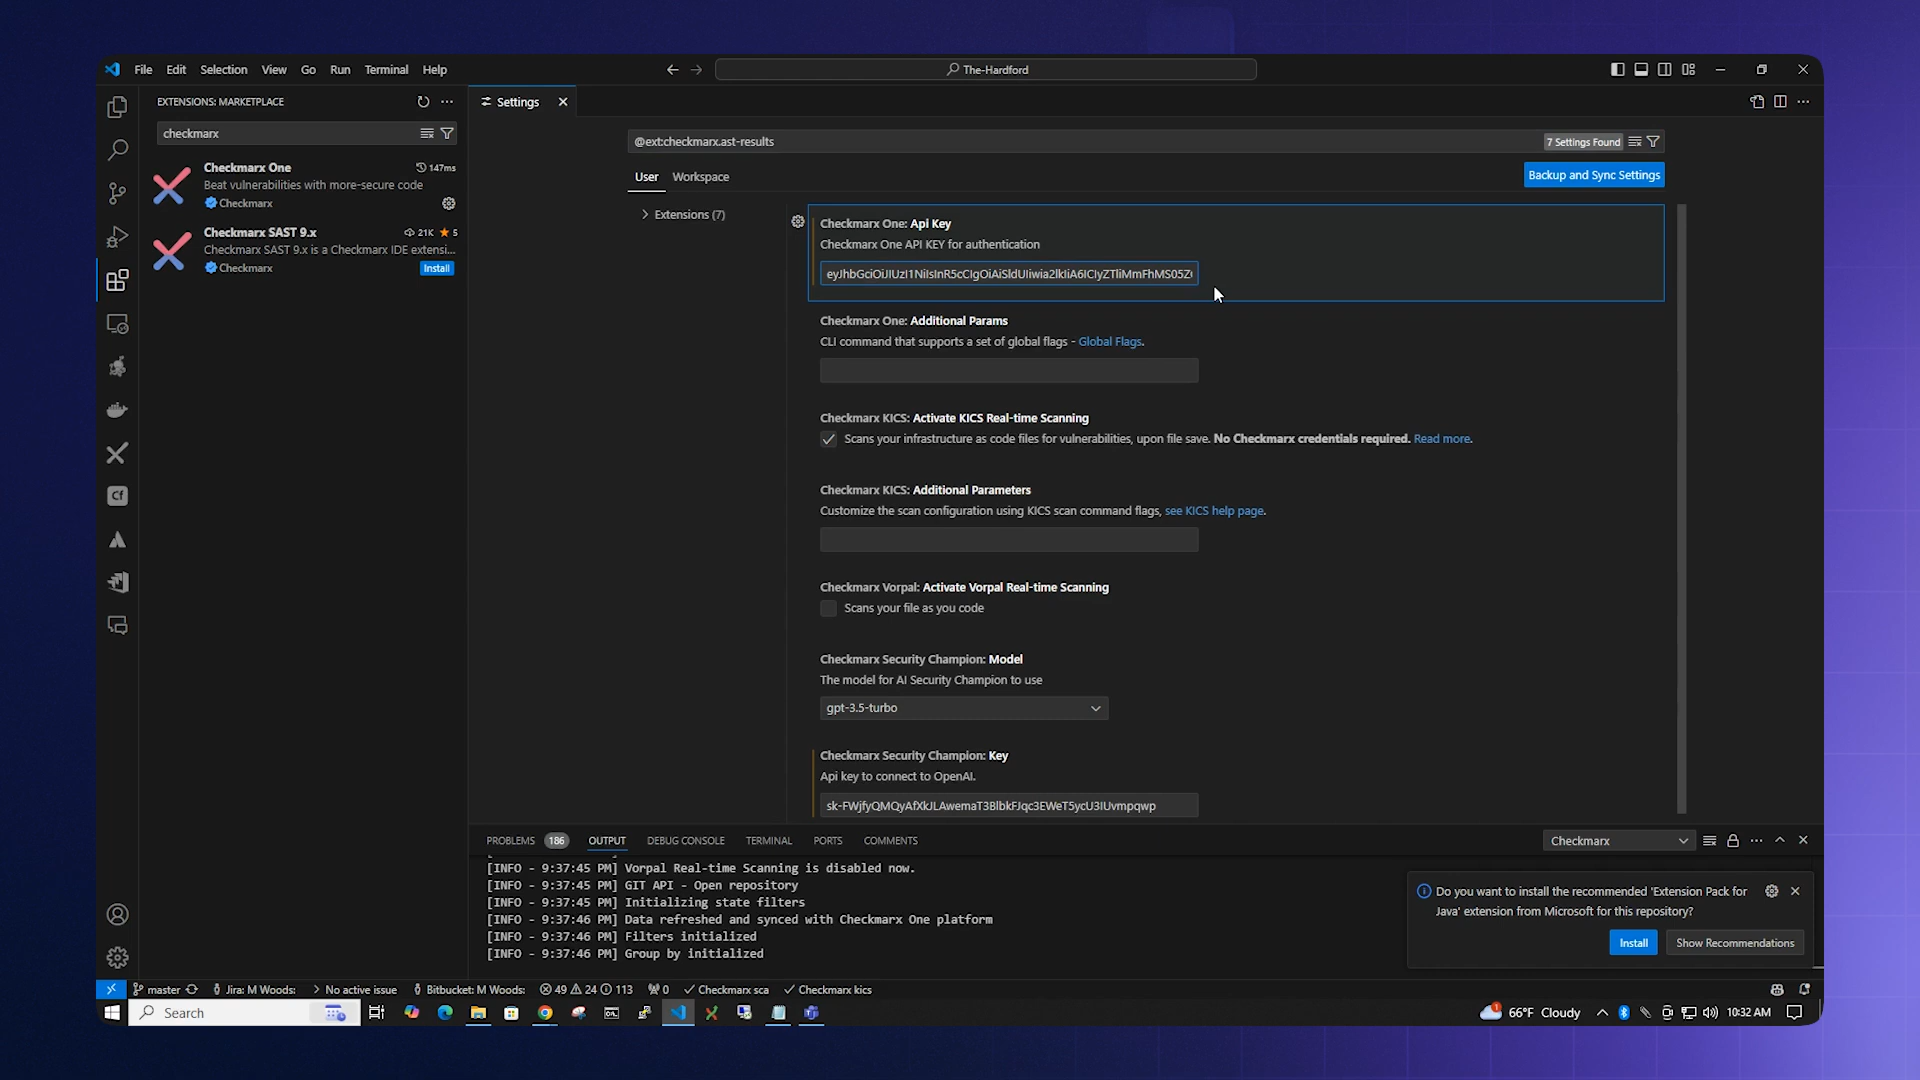 File Edit Selection View Go Run Terminal Help
The-Hardford
EXTENSIONS: MARKETPLACE
checkmarx
Checkmarx One 147ms
Beat vulnerabilities with more-secure code
Checkmarx
Checkmarx SAST 9.x 21K ★ 5
Checkmarx SAST 9.x is a Checkmarx IDE extensi...
Checkmarx Install
Cf
Settings
@ext:checkmarx.ast-results
7 Settings Found
User Workspace
Backup and Sync Settings
Extensions (7)
Checkmarx One: Api Key
Checkmarx One API KEY for authentication
Checkmarx One: Additional Params
CLI command that supports a set of global flags - Global Flags.
Checkmarx KICS: Activate KICS Real-time Scanning
Scans your infrastructure as code files for vulnerabilities, upon file save. No Checkmarx credentials required. Read more.
Checkmarx KICS: Additional Parameters
Customize the scan configuration using KICS scan command flags, see KICS help page.
Checkmarx Vorpal: Activate Vorpal Real-time Scanning
Scans your file as you code
Checkmarx Security Champion: Model
The model for AI Security Champion to use
gpt-3.5-turbo
Checkmarx Security Champion: Key
Api key to connect to OpenAI.
PROBLEMS 186 OUTPUT DEBUG CONSOLE TERMINAL PORTS COMMENTS
Checkmarx
[INFO - 9:37:45 PM] Vorpal Real-time Scanning is disabled now.
[INFO - 9:37:45 PM] GIT API - Open repository
[INFO - 9:37:45 PM] Initializing state filters
[INFO - 9:37:46 PM] Data refreshed and synced with Checkmarx One platform
[INFO - 9:37:46 PM] Filters initialized
[INFO - 9:37:46 PM] Group by initialized
Do you want to install the recommended 'Extension Pack for
Java' extension from Microsoft for this repository?
Install Show Recommendations
master Jira: M Woods: No active issue Bitbucket: M Woods: 49 24 113 0 Checkmarx sca Checkmarx kics
Search
66°F Cloudy 10:32 AM